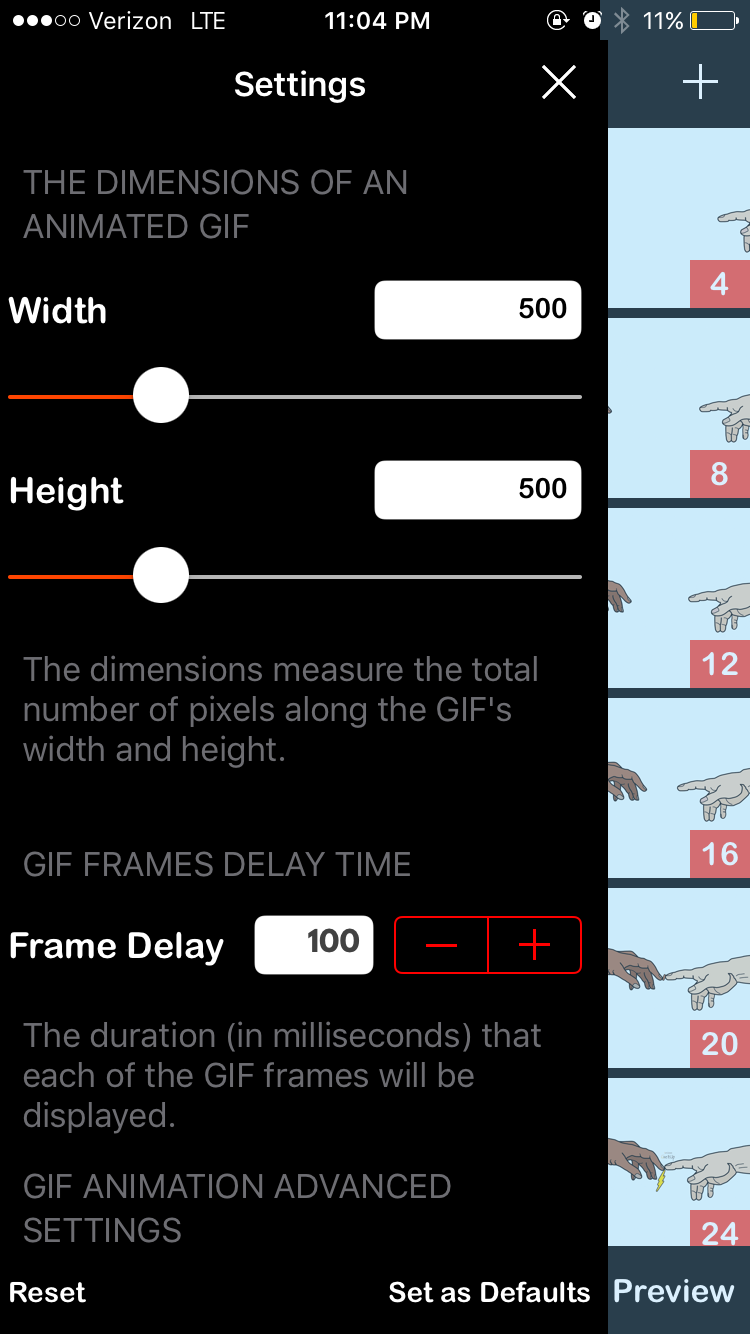 Verizon LTE 11:04 PM 11%
Settings
THE DIMENSIONS OF AN
ANIMATED GIF
Width 500
Height 500
The dimensions measure the total
number of pixels along the GIF's
width and height.
GIF FRAMES DELAY TIME
Frame Delay 100
The duration (in milliseconds) that
each of the GIF frames will be
displayed.
GIF ANIMATION ADVANCED
SETTINGS
Reset Set as Defaults
4
8
12
16
20
24
Preview